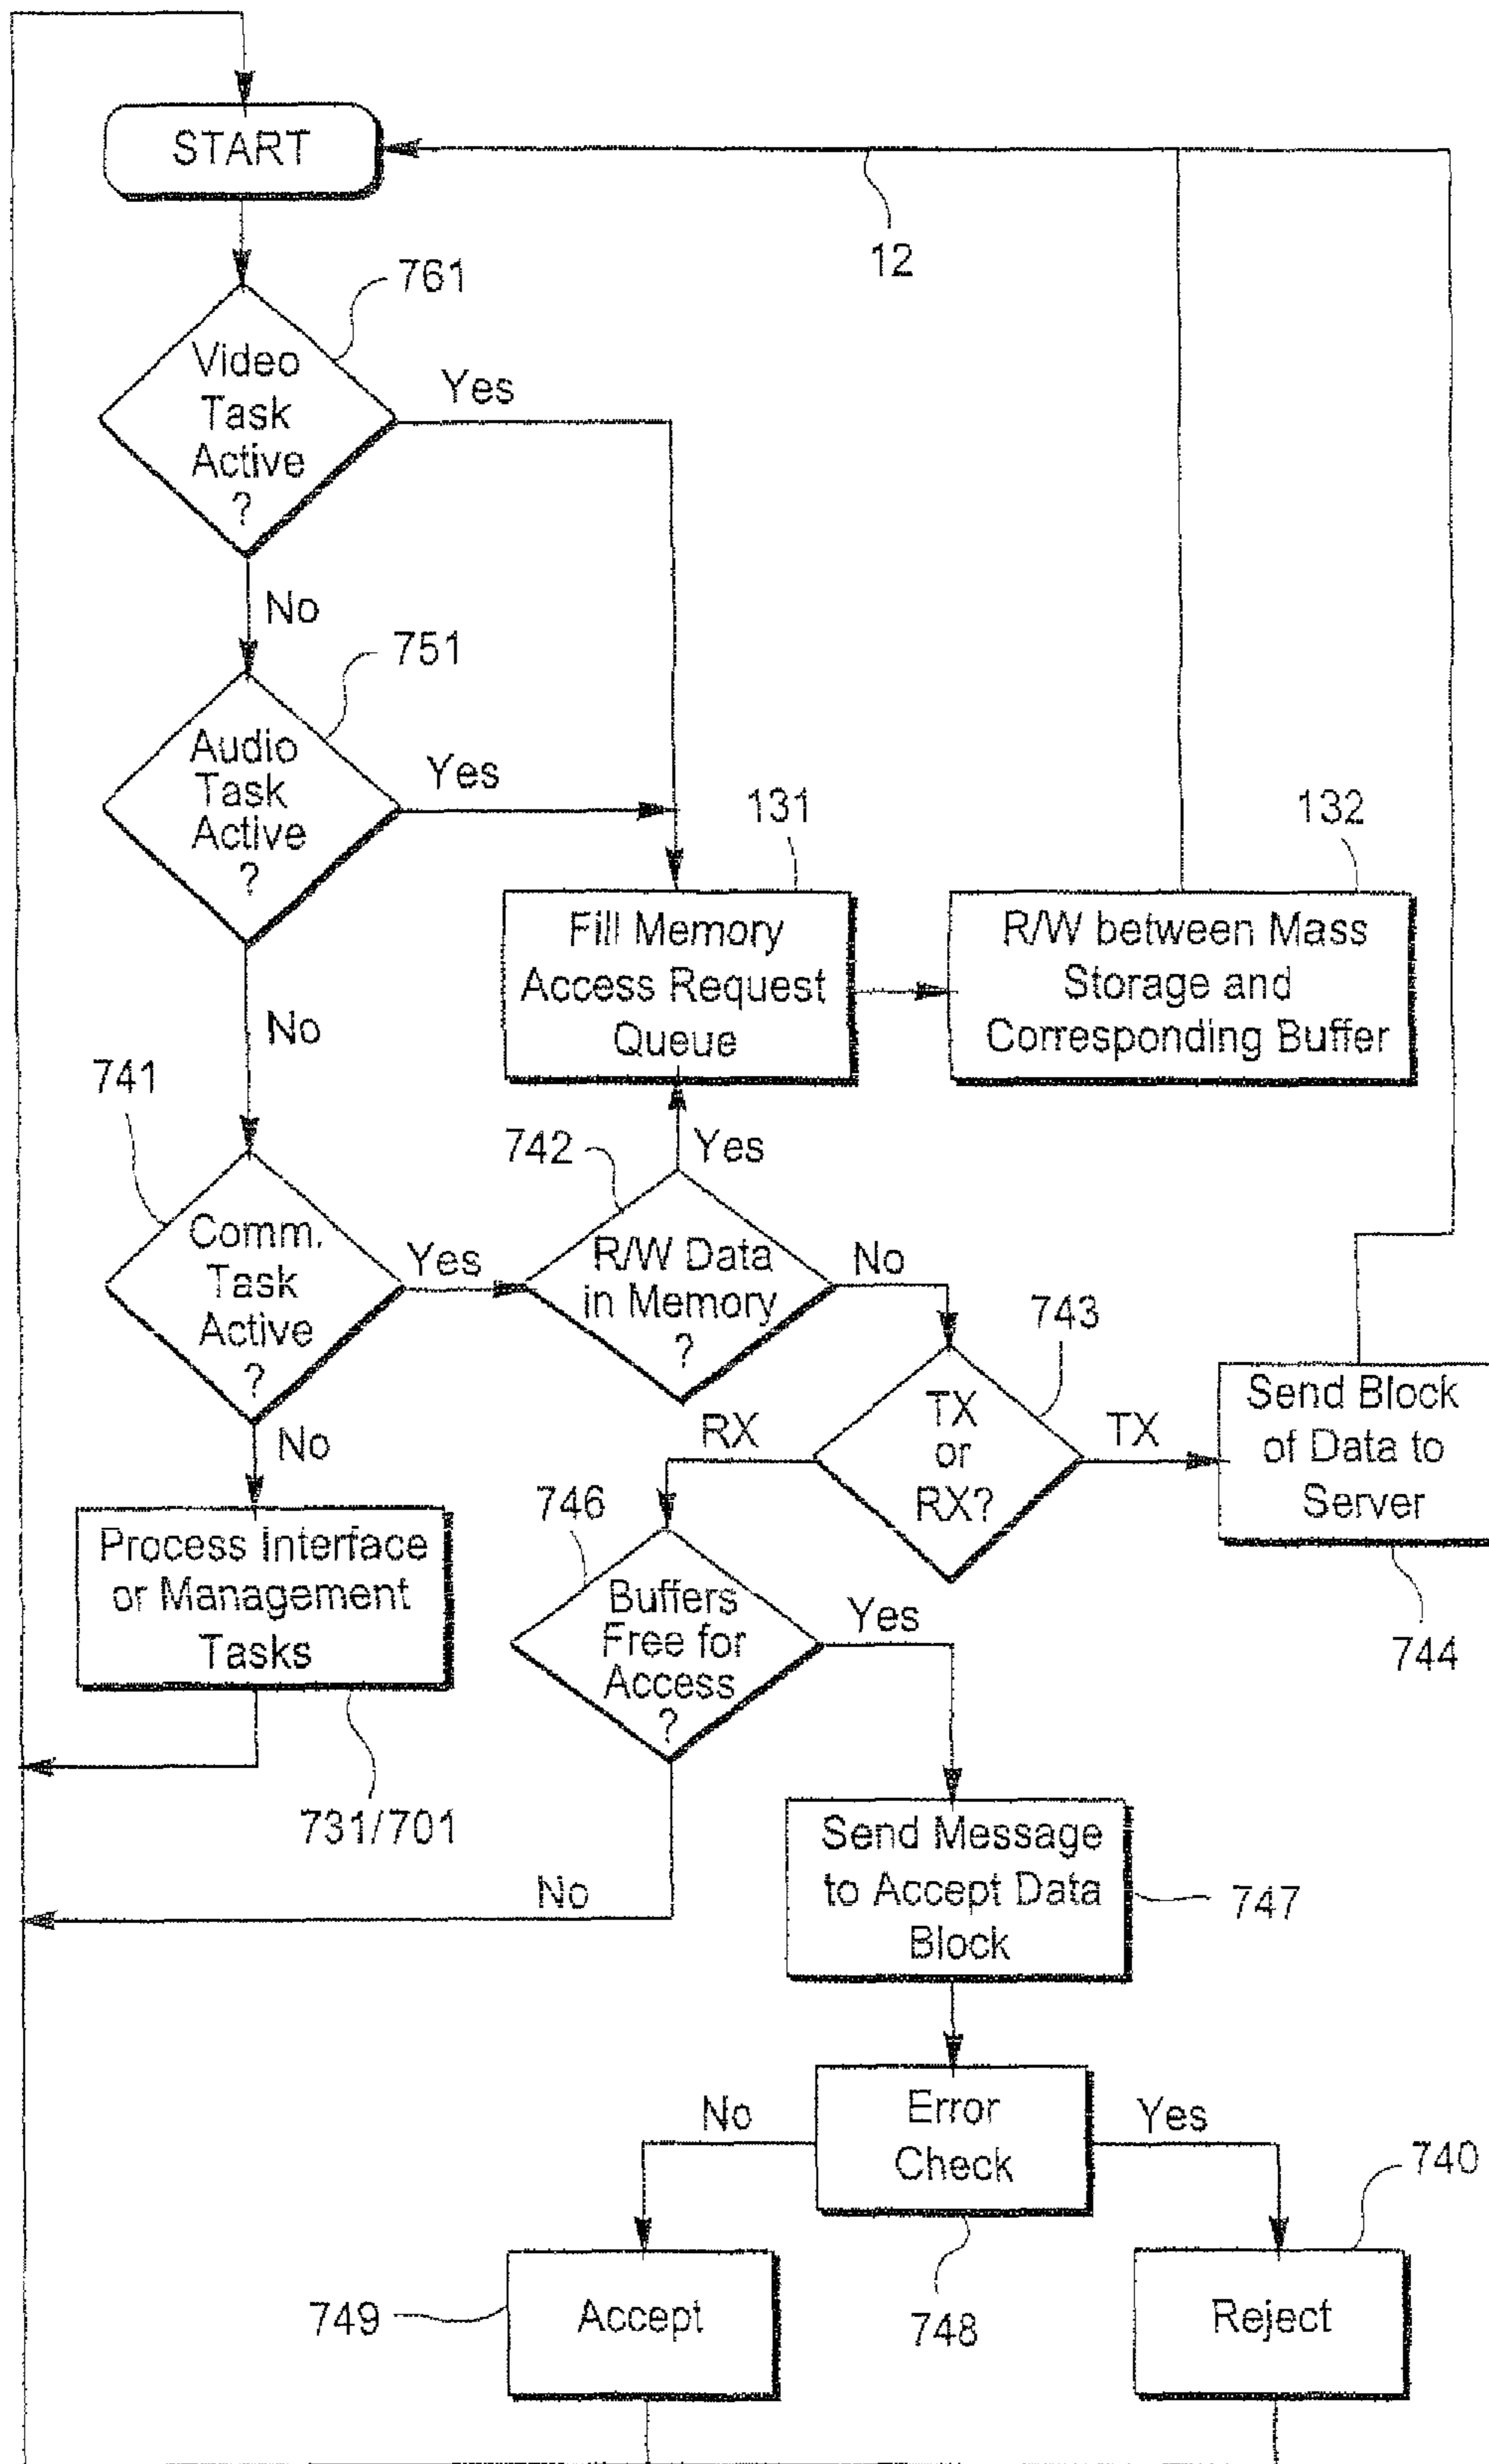 START
12
761
Video
Task
Active
?
Yes
No
751
Audio
Task
Active
?
Yes
131
132
Fill Memory
Access Request
Queue
R/W between Mass
Storage and
Corresponding Buffer
No
741
742
Yes
Comm.
Task
Active
?
Yes
R/W Data
in Memory
?
No
743
TX
or
RX?
RX
TX
Send Block
of Data to
Server
744
No
Process Interface
or Management
Tasks
731/701
746
Buffers
Free for
Access
?
Yes
No
Send Message
to Accept Data
Block
747
Error
Check
No
Yes
740
748
749
Accept
Reject